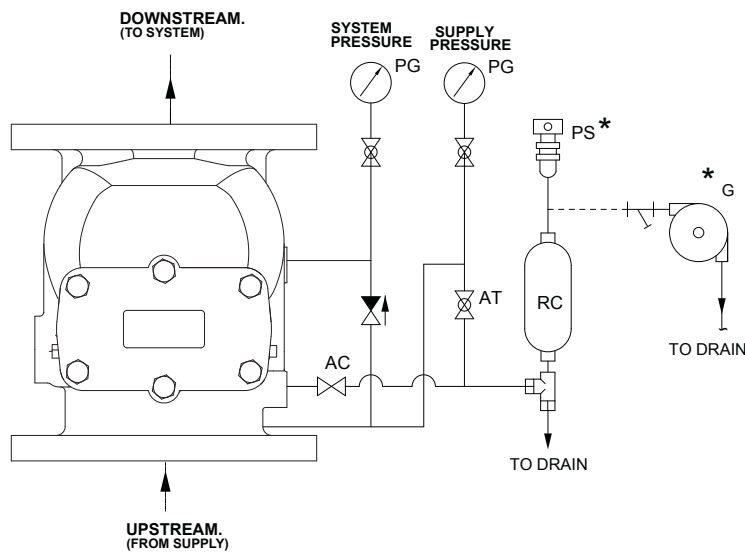 DOWNSTREAM.
(TO SYSTEM)
SYSTEM
PRESSURE
PG
SUPPLY
PRESSURE
PG
PS*
* G
AT
RC
TO DRAIN
AC
TO DRAIN
UPSTREAM.
(FROM SUPPLY)